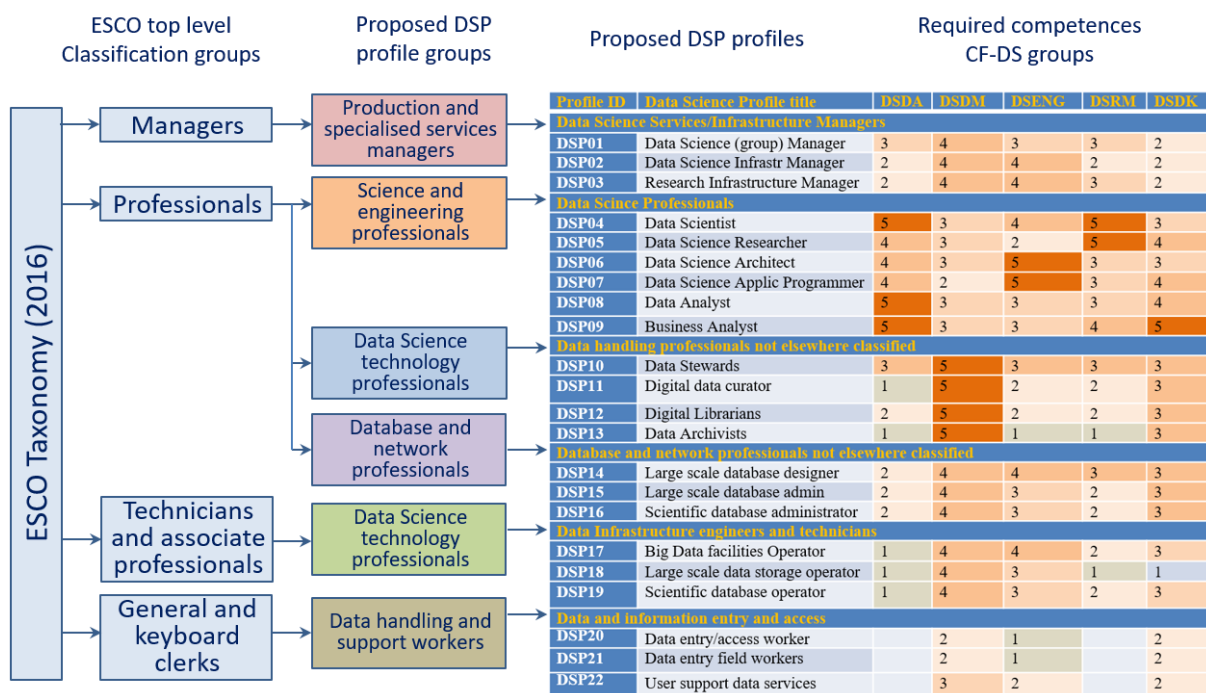 ESCO top level
Classification groups
Proposed DSP
profile groups
Proposed DSP profiles
Required competences
CF-DS groups
ESCO Taxonomy (2016)
Managers
Professionals
Technicians
and associate
professionals
General and
keyboard
clerks
Production and
specialised services
managers
Science and
engineering
professionals
Data Science
technology
professionals
Database and
network
professionals
Data Science
technology
professionals
Data handling and
support workers
Profile ID Data Science Profile title DSDA DSDM DSENG DSRM DSDK
Data Science Services/Infrastructure Managers
DSP01 Data Science (group) Manager 3 4 3 3 2
DSP02 Data Science Infrastr Manager 2 4 4 2 2
DSP03 Research Infrastructure Manager 2 4 4 3 2
Data Scince Professionals
DSP04 Data Scientist 5 3 4 5 3
DSP05 Data Science Researcher 4 3 2 5 4
DSP06 Data Science Architect 4 3 5 3 3
DSP07 Data Science Applic Programmer 4 2 5 3 4
DSP08 Data Analyst 5 3 3 3 4
DSP09 Business Analyst 5 3 3 4 5
Data handling professionals not elsewhere classified
DSP10 Data Stewards 3 5 3 3 3
DSP11 Digital data curator 1 5 2 2 3
DSP12 Digital Librarians 2 5 2 2 3
DSP13 Data Archivists 1 5 1 1 3
Database and network professionals not elsewhere classified
DSP14 Large scale database designer 2 4 4 3 3
DSP15 Large scale database admin 2 4 3 2 3
DSP16 Scientific database administrator 2 4 3 2 3
Data Infrastructure engineers and technicians
DSP17 Big Data facilities Operator 1 4 4 2 3
DSP18 Large scale data storage operator 1 4 3 1 1
DSP19 Scientific database operator 1 4 3 2 3
Data and information entry and access
DSP20 Data entry/access worker 2 1 2
DSP21 Data entry field workers 2 1 2
DSP22 User support data services 3 2 2